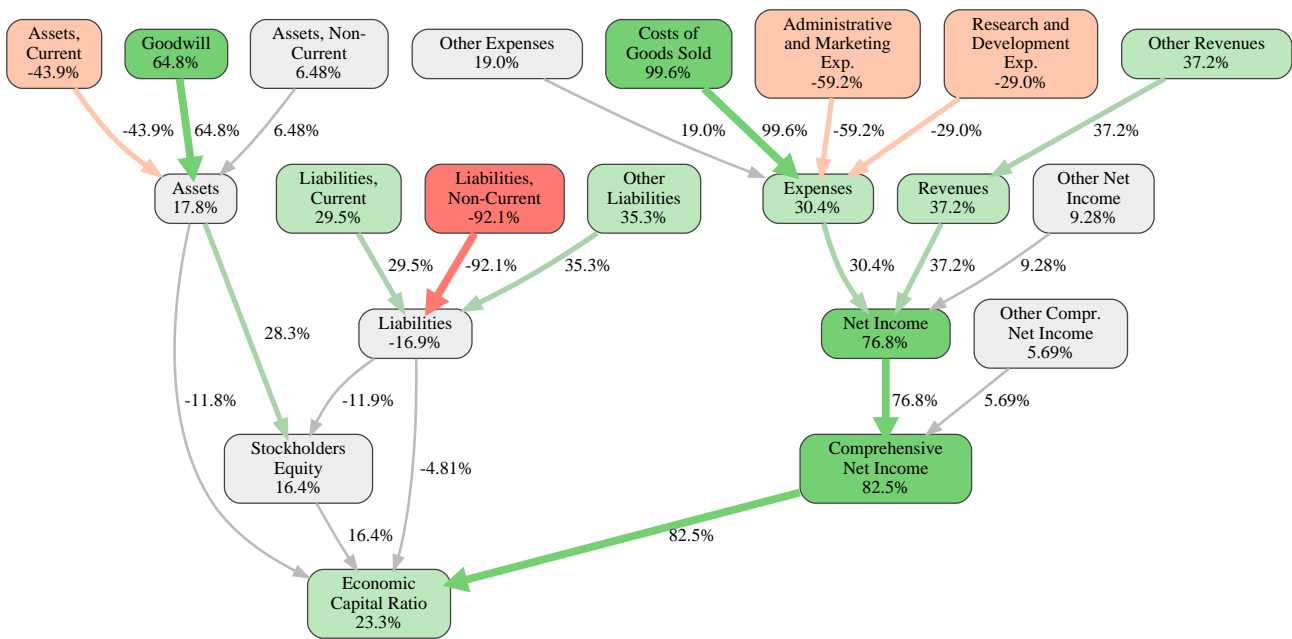 Assets,
Current
-43.9%
Goodwill
64.8%
Assets, Non-
Current
6.48%
Other Expenses
19.0%
Costs of
Goods Sold
99.6%
Administrative
and Marketing
Exp.
-59.2%
Research and
Development
Exp.
-29.0%
Other Revenues
37.2%
-43.9%
64.8%
6.48%
19.0%
99.6%
-59.2%
-29.0%
37.2%
Assets
17.8%
Liabilities,
Current
29.5%
Liabilities,
Non-Current
-92.1%
Other
Liabilities
35.3%
Expenses
30.4%
Revenues
37.2%
Other Net
Income
9.28%
29.5%
-92.1%
35.3%
30.4%
37.2%
9.28%
28.3%
Liabilities
-16.9%
Net Income
76.8%
Other Compr.
Net Income
5.69%
-11.8%
-11.9%
76.8%
5.69%
Stockholders
Equity
16.4%
-4.81%
Comprehensive
Net Income
82.5%
16.4%
82.5%
Economic
Capital Ratio
23.3%